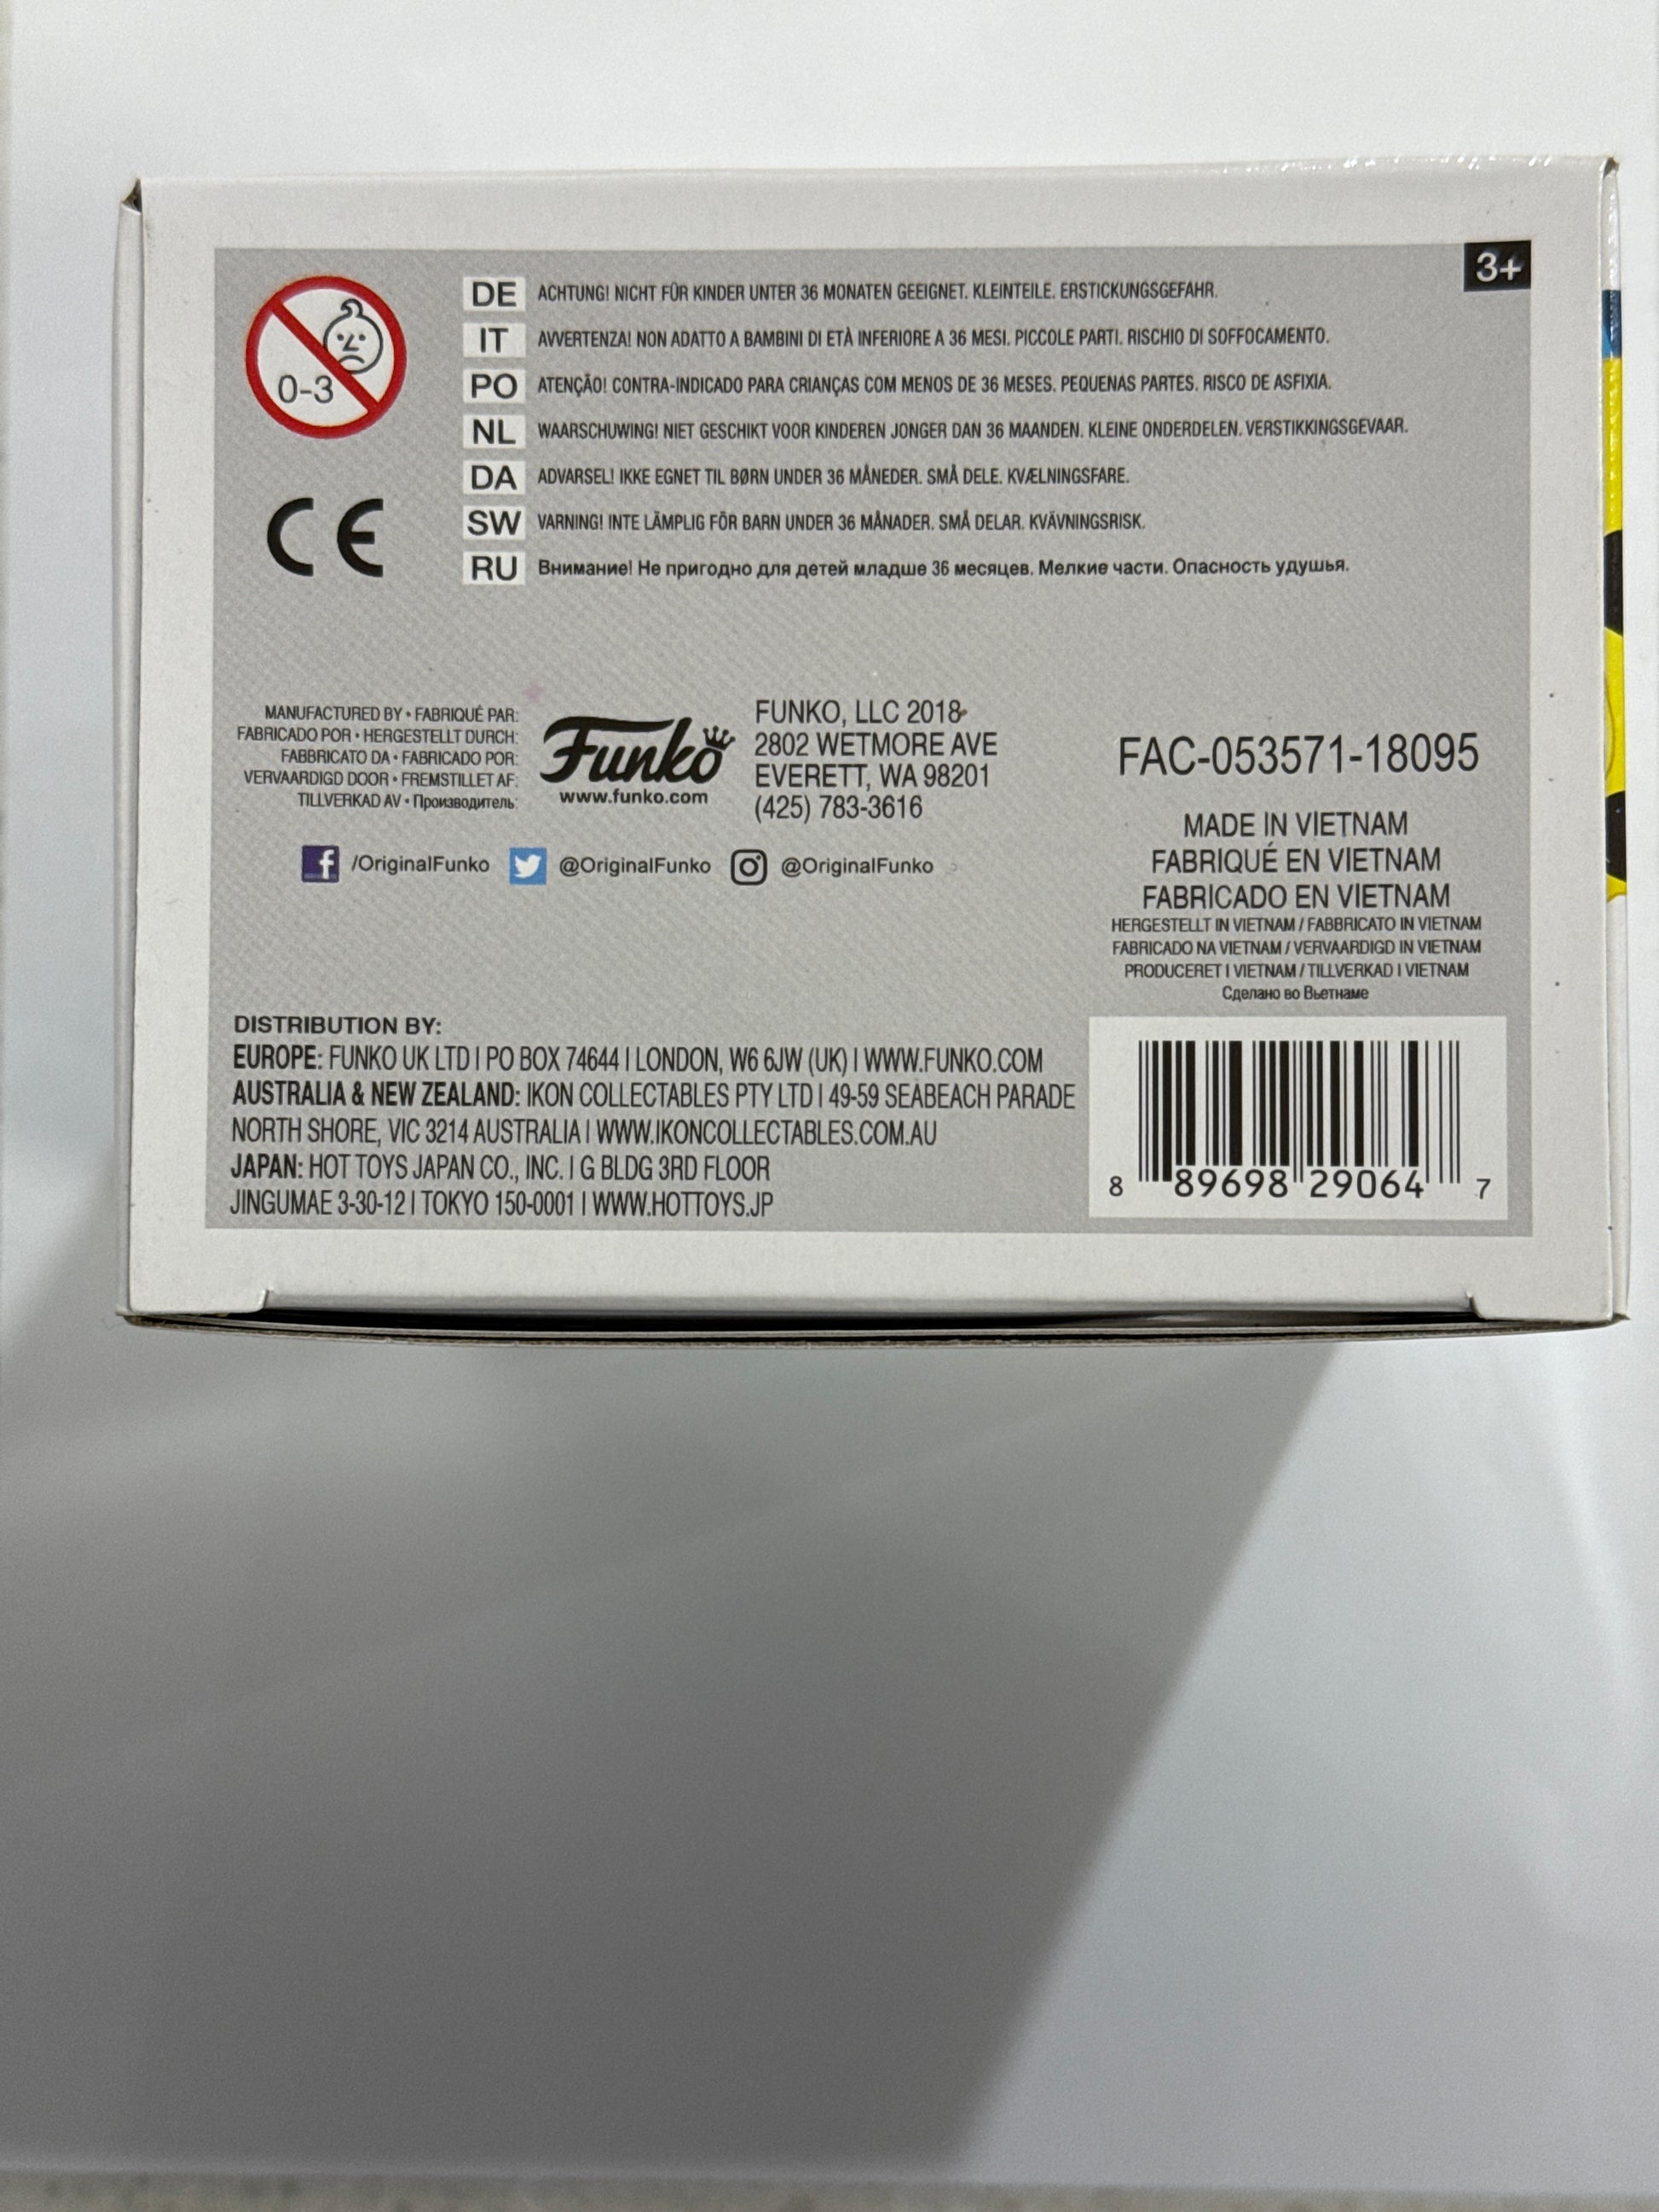 3+
0-3
DE ACHTUNG! NICHT FÜR KINDER UNTER 36 MONATEN GEEIGNET. KLEINTEILE. ERSTICKUNGSGEFAHR.
IT AVVERTENZA! NON ADATTO A BAMBINI DI ETÀ INFERIORE A 36 MESI. PICCOLE PARTI. RISCHIO DI SOFFOCAMENTO.
PO ATENÇÃO! CONTRA-INDICADO PARA CRIANÇAS COM MENOS DE 36 MESES. PEQUENAS PARTES. RISCO DE ASFIXIA.
NL WAARSCHUWING! NIET GESCHIKT VOOR KINDEREN JONGER DAN 36 MAANDEN. KLEINE ONDERDELEN. VERSTIKKINGSGEVAAR.
DA ADVARSEL! IKKE EGNET TIL BØRN UNDER 36 MÅNEDER. SMÅ DELE. KVÆLNINGSFARE.
SW VARNING! INTE LÄMPLIG FÖR BARN UNDER 36 MÅNADER. SMÅ DELAR. KVÄVNINGSRISK.
RU Внимание! Не пригодно для детей младше 36 месяцев. Мелкие части. Опасность удушья.
CE
MANUFACTURED BY • FABRIQUÉ PAR:
FABRICADO POR • HERGESTELLT DURCH:
FABBRICATO DA • FABRICADO POR:
VERVAARDIGD DOOR • FREMSTILLET AF:
TILLVERKAD AV • Производитель:
Funko
www.funko.com
FUNKO, LLC 2018
2802 WETMORE AVE
EVERETT, WA 98201
(425) 783-3616
f /OriginalFunko @OriginalFunko @OriginalFunko
FAC-053571-18095
MADE IN VIETNAM
FABRIQUÉ EN VIETNAM
FABRICADO EN VIETNAM
HERGESTELLT IN VIETNAM / FABBRICATO IN VIETNAM
FABRICADO NA VIETNAM / VERVAARDIGD IN VIETNAM
PRODUCERET I VIETNAM / TILLVERKAD I VIETNAM
Сделано во Вьетнаме
DISTRIBUTION BY:
EUROPE: FUNKO UK LTD | PO BOX 74644 | LONDON, W6 6JW (UK) | WWW.FUNKO.COM
AUSTRALIA & NEW ZEALAND: IKON COLLECTABLES PTY LTD | 49-59 SEABEACH PARADE
NORTH SHORE, VIC 3214 AUSTRALIA | WWW.IKONCOLLECTABLES.COM.AU
JAPAN: HOT TOYS JAPAN CO., INC. | G BLDG 3RD FLOOR
JINGUMAE 3-30-12 | TOKYO 150-0001 | WWW.HOTTOYS.JP
8 89698 29064 7